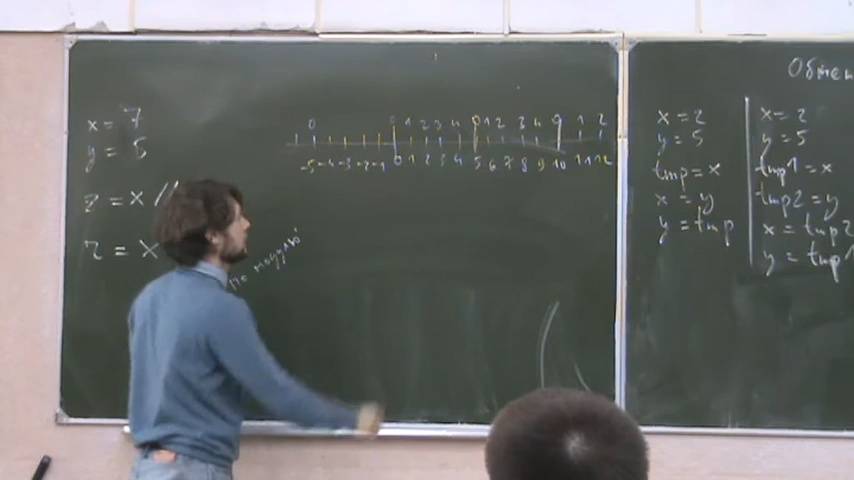 x = 7
y = 5
z = x //
r = x
по модулю
0 0 1 2 3 4 0 1 2 3 4 0 1 2
-5 -4 -3 -2 -1 0 1 2 3 4 5 6 7 8 9 10 11 12
x = 2
y = 5
tmp = x
x = y
y = tmp
Обмен
x = 2
y = 5
tmp1 = x
tmp2 = y
x = tmp2
y = tmp1